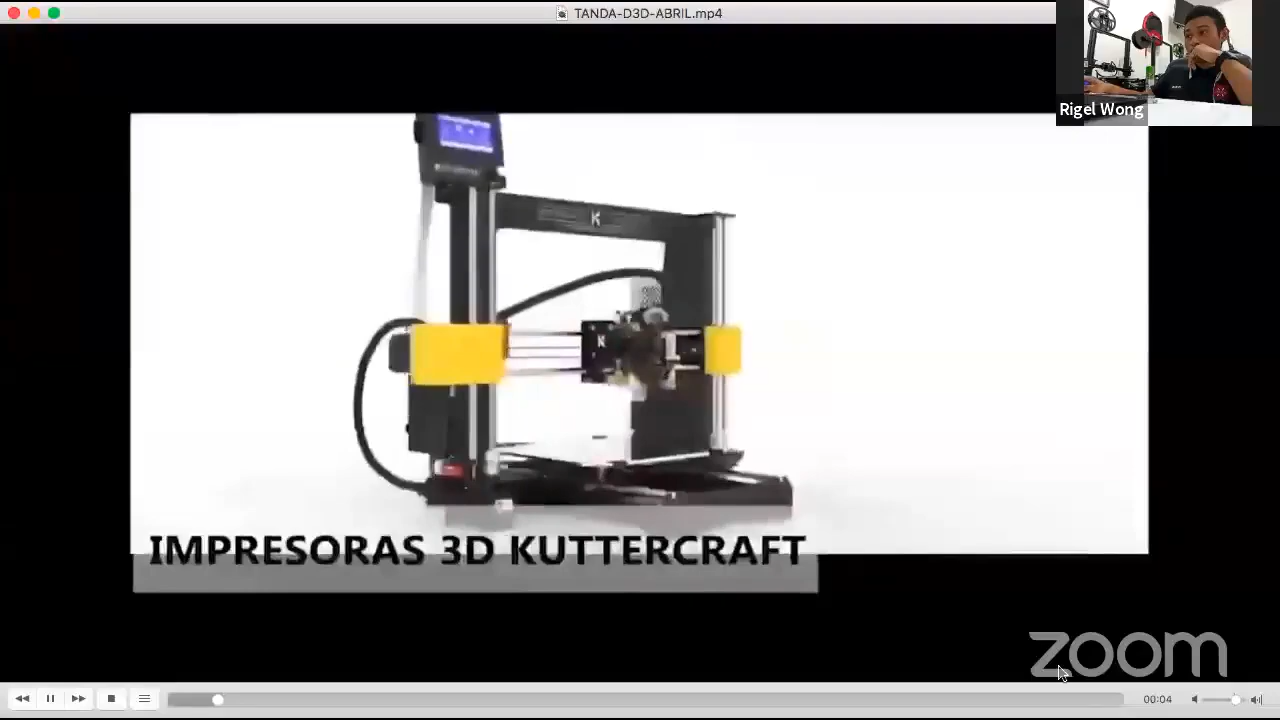 TANDA-D3D-ABRIL.mp4
Rigel Wong
K
K
IMPRESORAS 3D KUTTERCRAFT
zoom
00:04